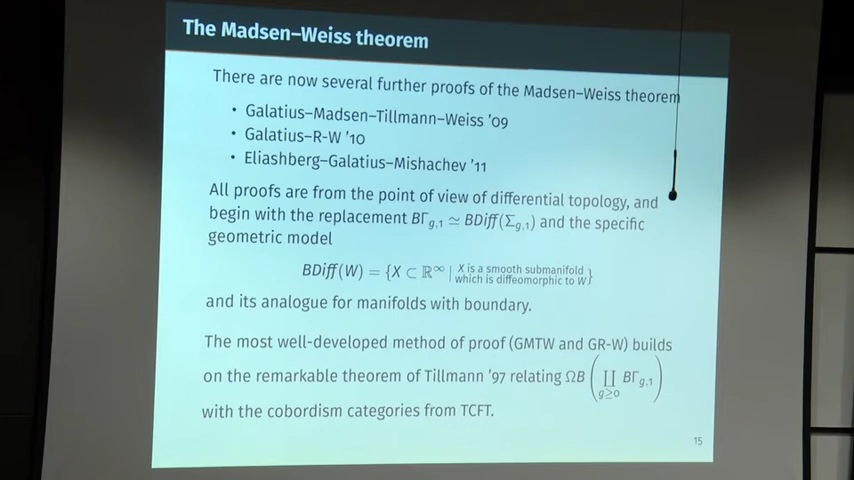 The Madsen–Weiss theorem
There are now several further proofs of the Madsen–Weiss theorem
• Galatius–Madsen–Tillmann–Weiss '09
• Galatius–R-W '10
• Eliashberg–Galatius–Mishachev '11
All proofs are from the point of view of differential topology, and
begin with the replacement BΓ_{g,1} ≃ BDiff(Σ_{g,1}) and the specific
geometric model
BDiff(W) = {X ⊂ ℝ^∞ | X is a smooth submanifold
which is diffeomorphic to W}
and its analogue for manifolds with boundary.
The most well-developed method of proof (GMTW and GR-W) builds
on the remarkable theorem of Tillmann '97 relating ΩB (∐_{g≥0} BΓ_{g,1})
with the cobordism categories from TCFT.
15